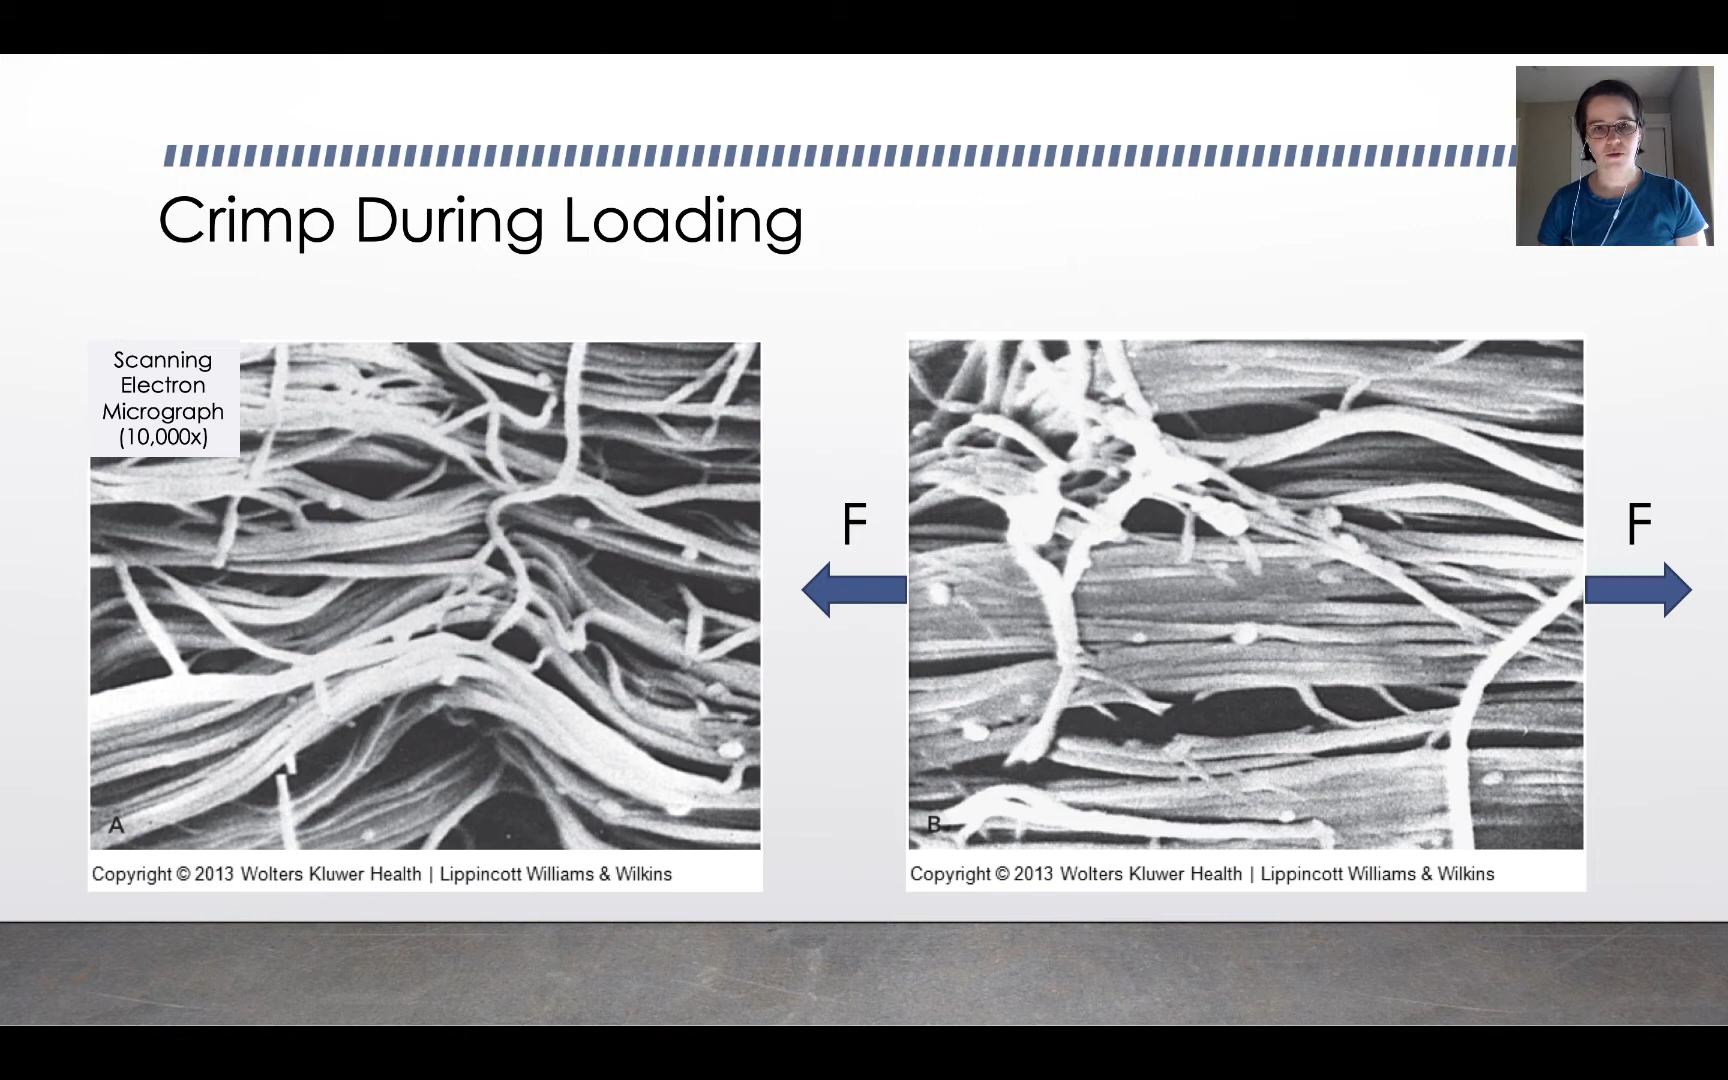 Crimp During Loading
Scanning
Electron
Micrograph
(10,000x)
F
F
A
B
Copyright © 2013 Wolters Kluwer Health | Lippincott Williams & Wilkins
Copyright © 2013 Wolters Kluwer Health | Lippincott Williams & Wilkins